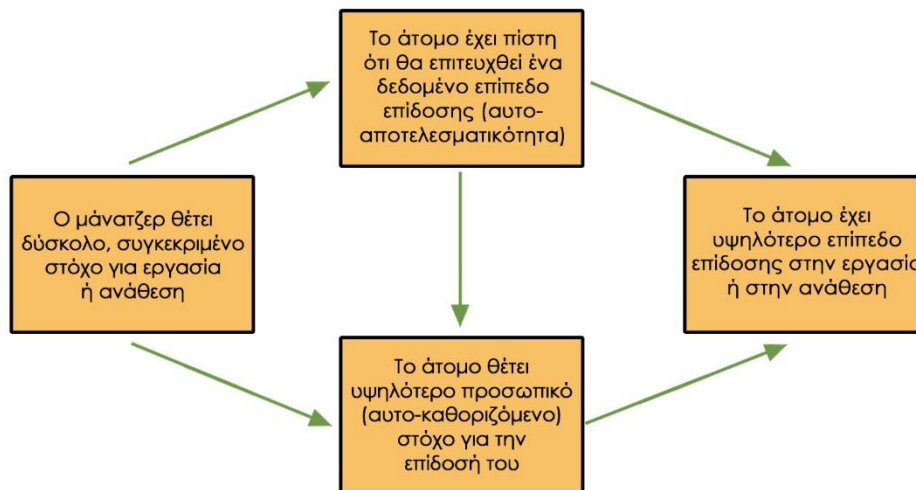 Το άτομο έχει πίστη
ότι θα επιτευχθεί ένα
δεδομένο επίπεδο
επίδοσης (αυτο-
αποτελεσματικότητα)
Ο μάνατζερ θέτει
δύσκολο, συγκεκριμένο
στόχο για εργασία
ή ανάθεση
Το άτομο έχει
υψηλότερο επίπεδο
επίδοσης στην εργασία
ή στην ανάθεση
Το άτομο θέτει
υψηλότερο προσωπικό
(αυτο-καθοριζόμενο)
στόχο για την
επίδοσή του